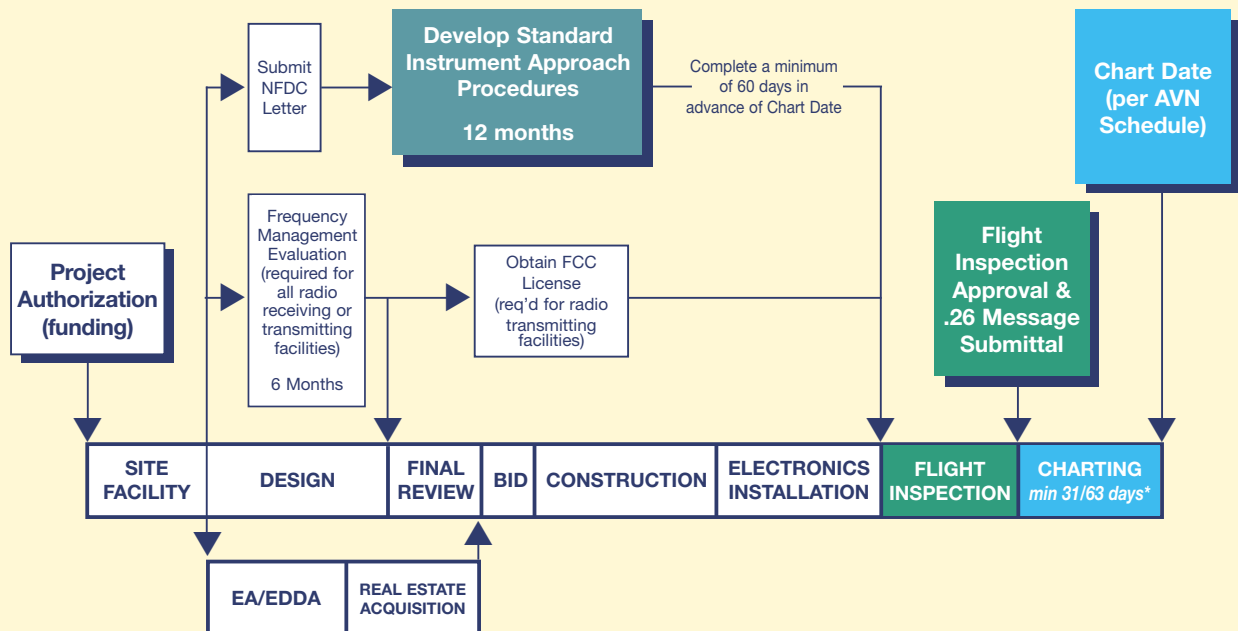 Submit
NFDC
Letter
Develop Standard
Instrument Approach
Procedures
12 months
Complete a minimum
of 60 days in
advance of Chart Date
Chart Date
(per AVN
Schedule)
Project
Authorization
(funding)
Frequency
Management
Evaluation
(required for
all radio
receiving or
transmitting
facilities)
6 Months
Obtain FCC
License
(req’d for radio
transmitting
facilities)
Flight
Inspection
Approval &
.26 Message
Submittal
SITE
FACILITY
DESIGN
FINAL
REVIEW
BID
CONSTRUCTION
ELECTRONICS
INSTALLATION
FLIGHT
INSPECTION
CHARTING
min 31/63 days*
EA/EDDA
REAL ESTATE
ACQUISITION